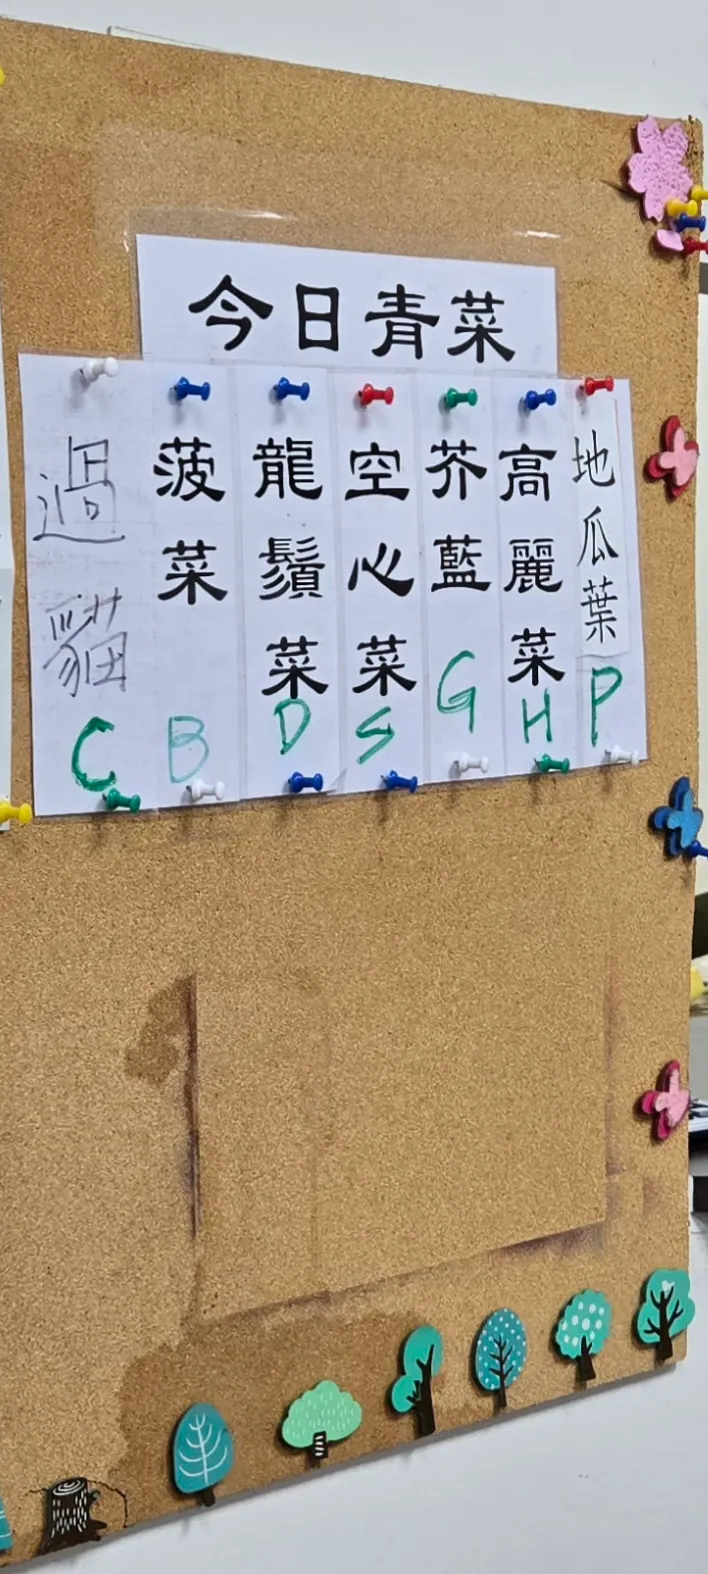 今日青菜
地瓜葉 P
高麗菜 H
芥藍 G
空心菜 S
龍鬚菜 D
菠菜 B
過貓 C